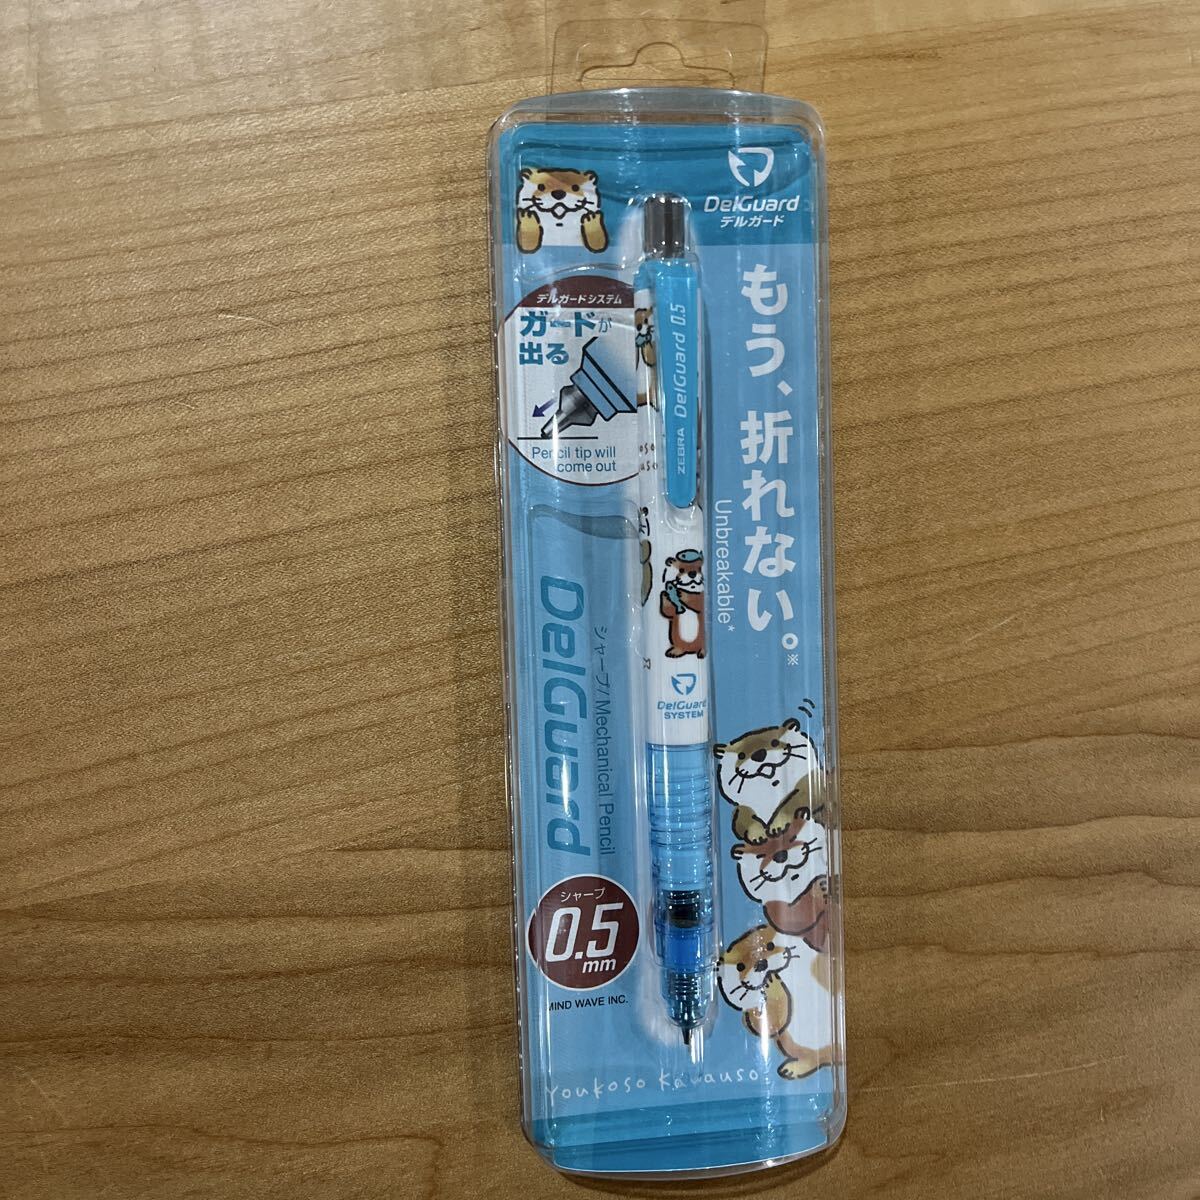 DelGuard
デルガード
もう、折れない。※
Unbreakable*
デルガードシステム
ガードが
出る
Pencil tip will
come out
ZEBRA DelGuard 0.5
DelGuard
SYSTEM
DelGuard
シャープ/Mechanical Pencil
シャープ
0.5
mm
MIND WAVE INC.
Youkoso Kawauso